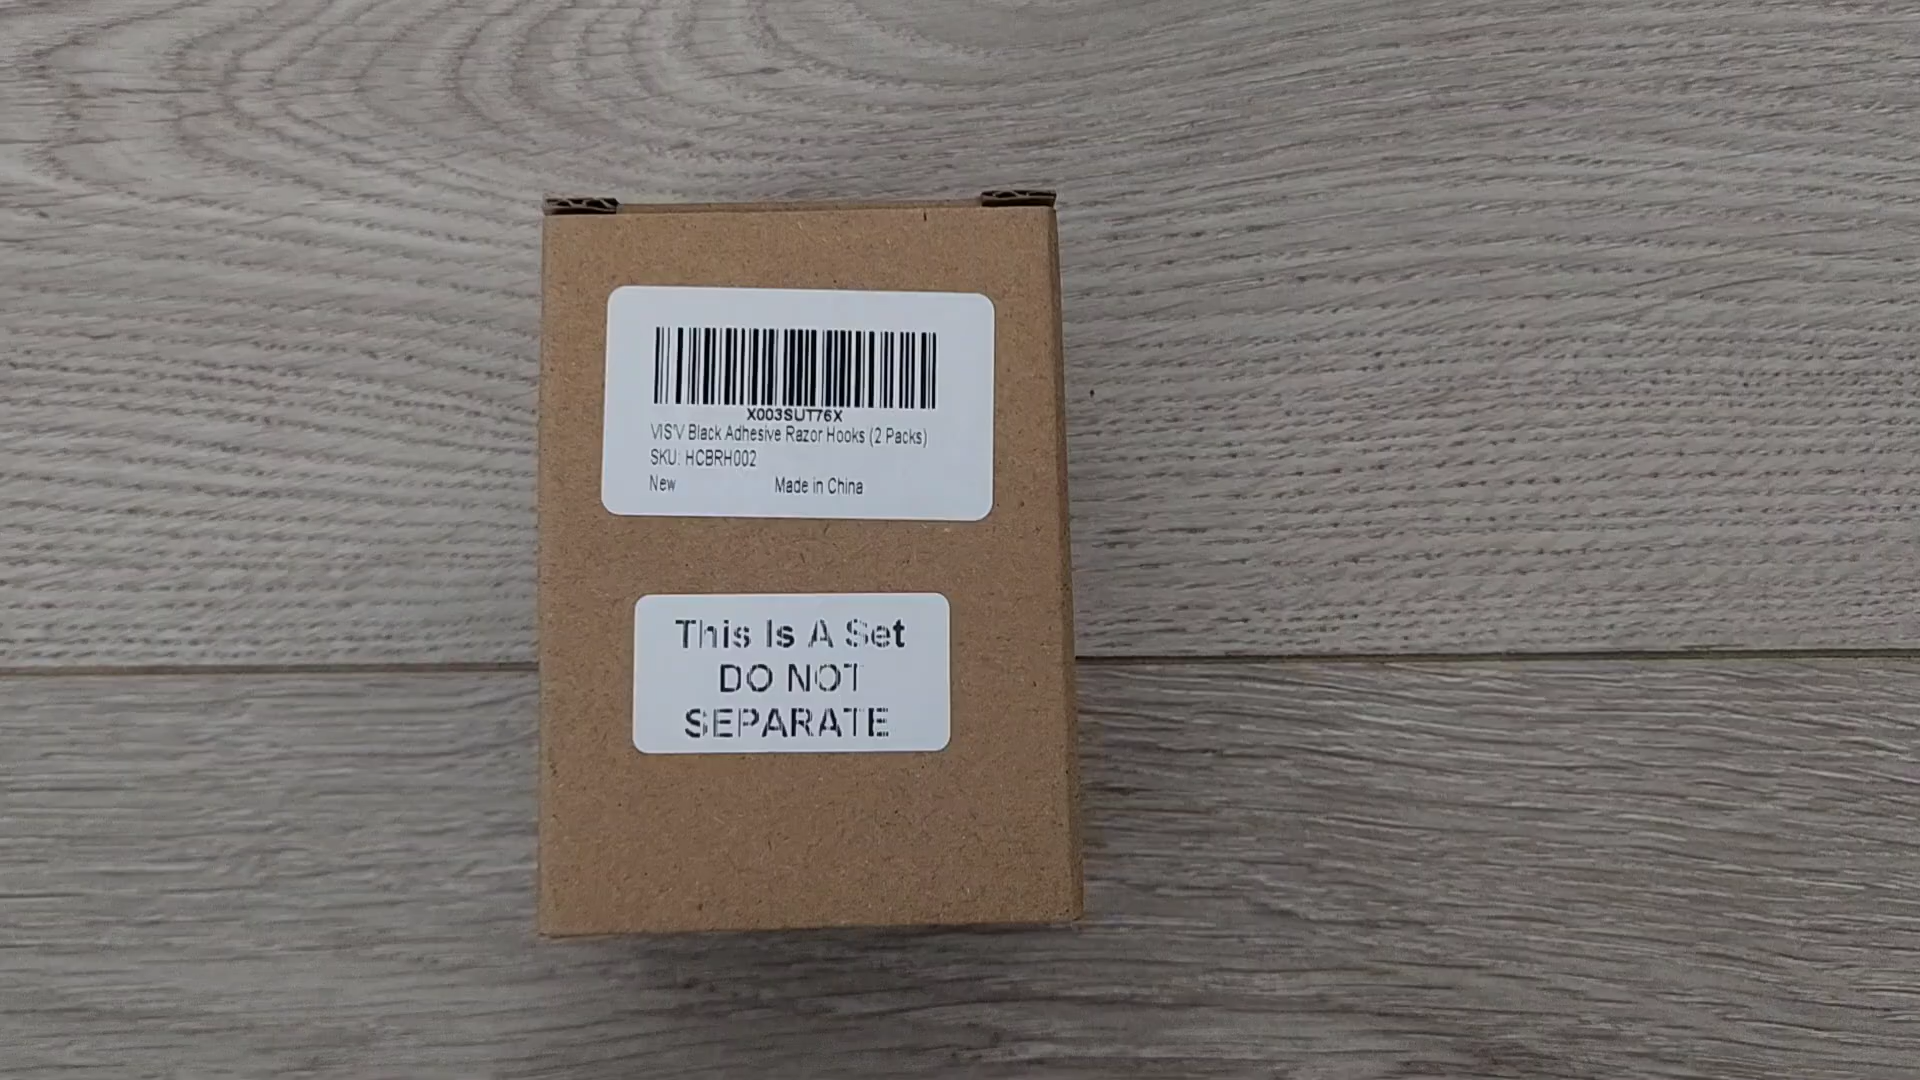 X003SUT76X
VIS'V Black Adhesive Razor Hooks (2 Packs)
SKU: HCBRH002
New Made in China
This Is A Set
DO NOT
SEPARATE